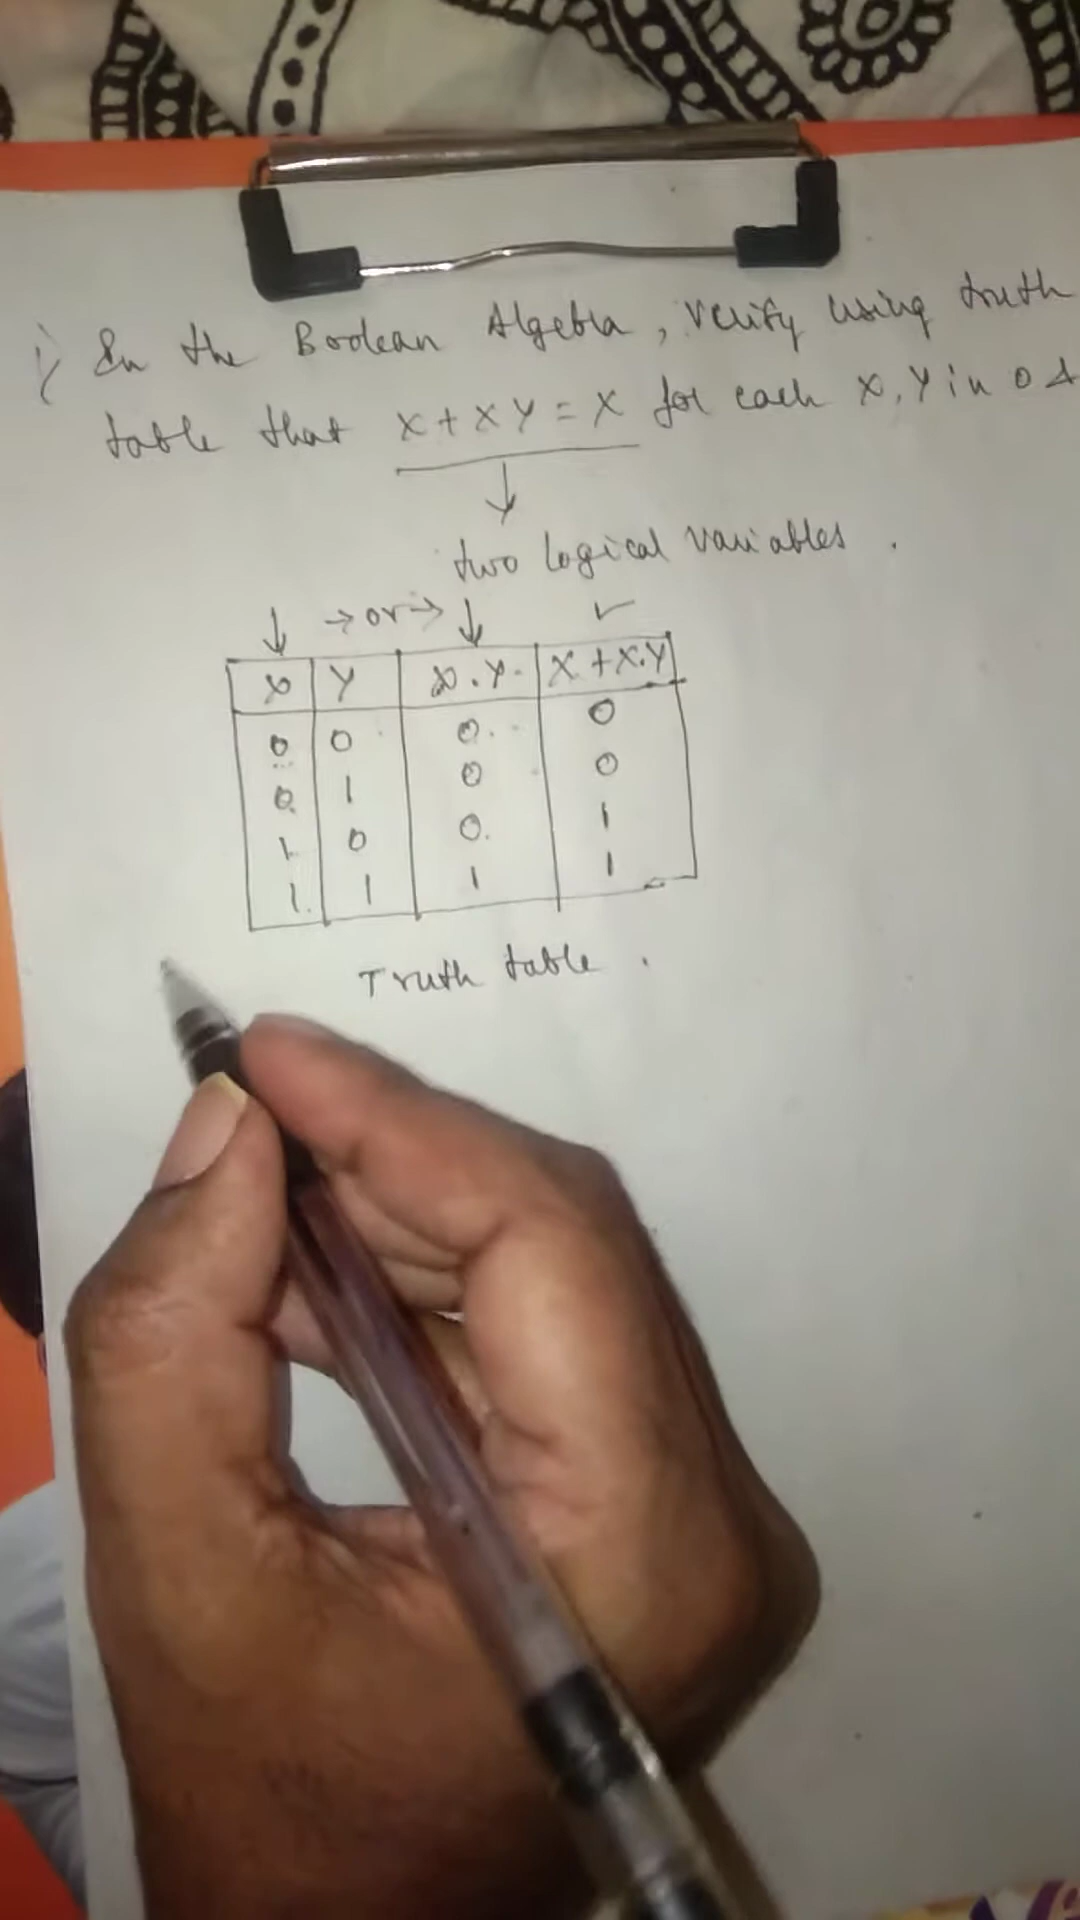 i) In the Boolean Algebra, verify using truth
table that X + XY = X for each X, Y in 0
two logical variables.
→ or →
X Y X.Y. X + X.Y
0 0 0 0
0 1 0 0
1 0 0 1
1 1 1 1
Truth table.